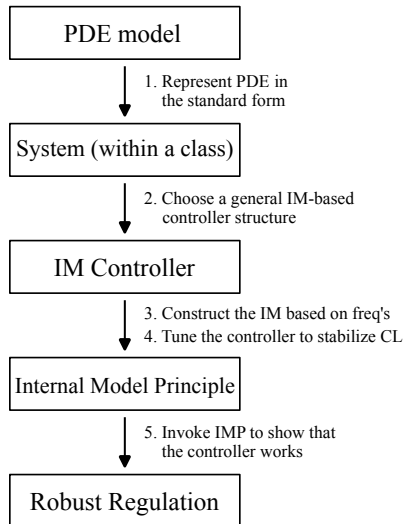 PDE model
1. Represent PDE in
the standard form
System (within a class)
2. Choose a general IM-based
controller structure
IM Controller
3. Construct the IM based on freq's
4. Tune the controller to stabilize CL
Internal Model Principle
5. Invoke IMP to show that
the controller works
Robust Regulation